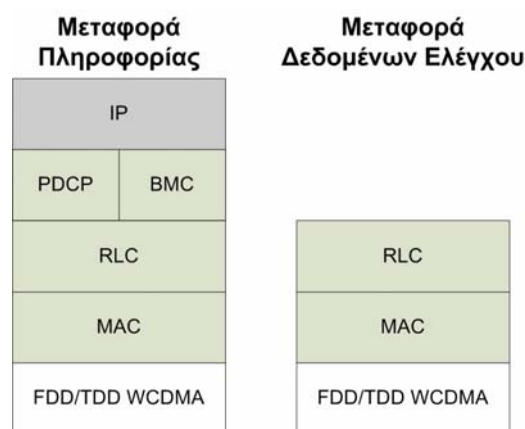 Μεταφορά
Πληροφορίας
IP
PDCP BMC
RLC
MAC
FDD/TDD WCDMA
Μεταφορά
Δεδομένων Ελέγχου
RLC
MAC
FDD/TDD WCDMA